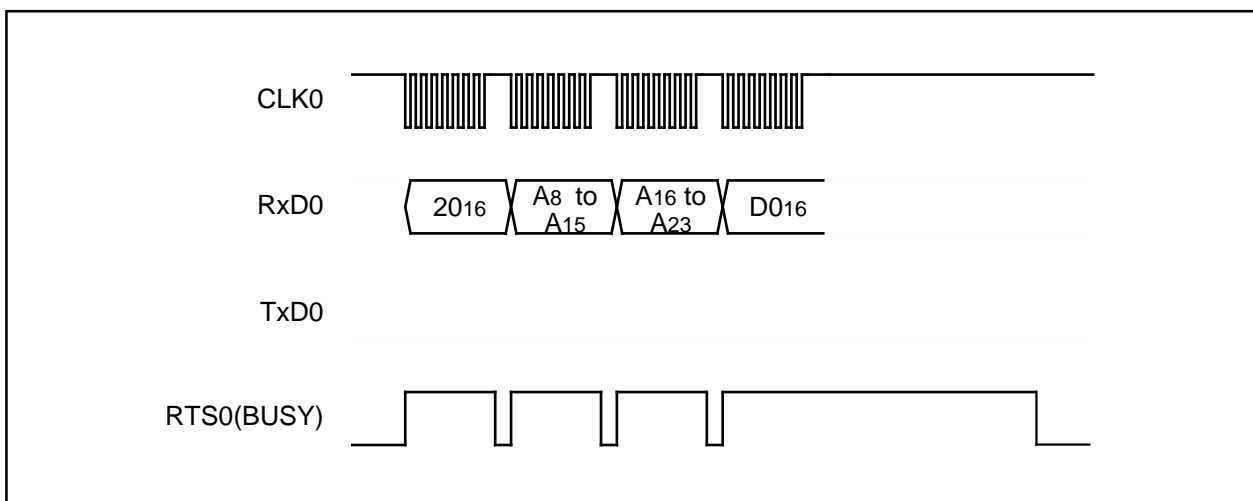 CLK0
RxD0
2016
A8 to
A15
A16 to
A23
D016
TxD0
RTS0(BUSY)